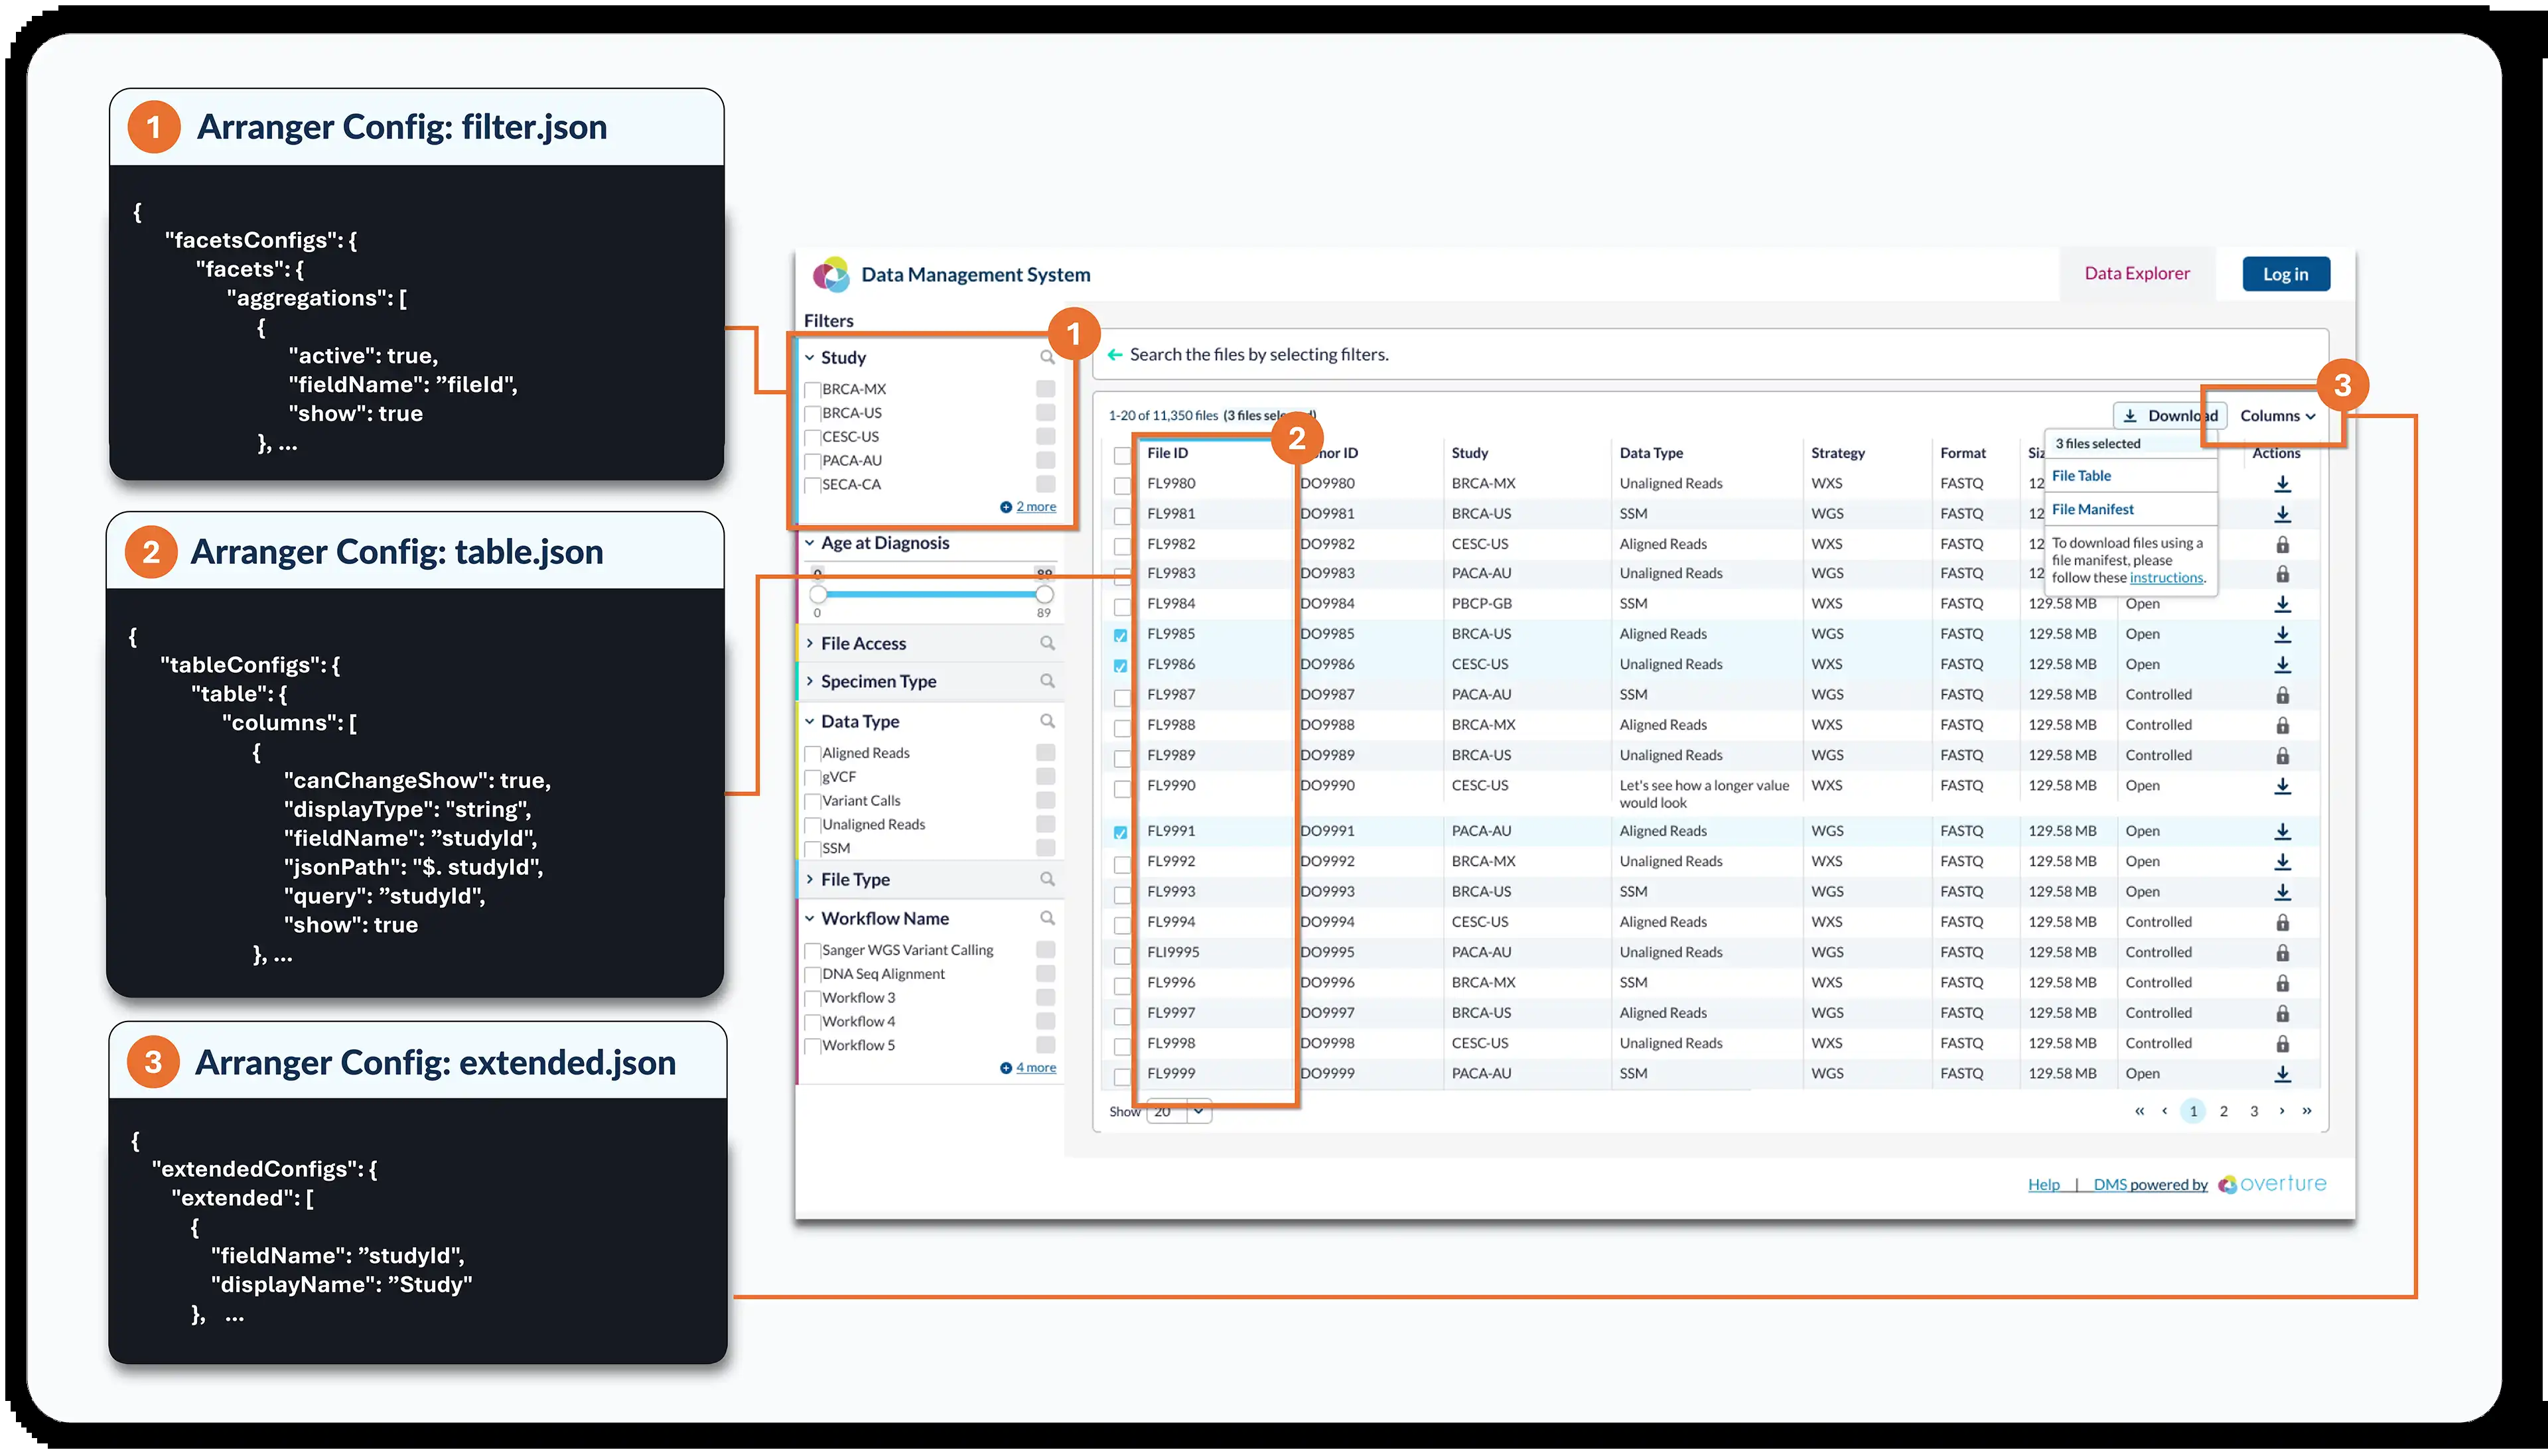 1 Arranger Config: filter.json
{
"facetsConfigs": {
"facets": {
"aggregations": [
{
"active": true,
"fieldName": ”fileId",
"show": true
}, ...
2 Arranger Config: table.json
{
"tableConfigs": {
"table": {
"columns": [
{
"canChangeShow": true,
"displayType": "string",
"fieldName": ”studyId",
"jsonPath": "$. studyId",
"query": ”studyId",
"show": true
}, ...
3 Arranger Config: extended.json
{
"extendedConfigs": {
"extended": [
{
"fieldName": ”studyId",
"displayName": ”Study"
}, ...
Data Management System
Data Explorer
Log in
Filters
1
Study
BRCA-MX
BRCA-US
CESC-US
PACA-AU
SECA-CA
2 more
Age at Diagnosis
0 89
0 89
File Access
Specimen Type
Data Type
Aligned Reads
gVCF
Variant Calls
Unaligned Reads
SSM
File Type
Workflow Name
Sanger WGS Variant Calling
DNA Seq Alignment
Workflow 3
Workflow 4
Workflow 5
4 more
Search the files by selecting filters.
3
1-20 of 11,350 files (3 files
2
Download
Columns
3 files selected
File Table
File Manifest
To download files using a
file manifest, please
follow these instructions.
File ID nor ID Study Data Type Strategy Format Siz Actions
FL9980 DO9980 BRCA-MX Unaligned Reads WXS FASTQ 12
FL9981 DO9981 BRCA-US SSM WGS FASTQ 12
FL9982 DO9982 CESC-US Aligned Reads WXS FASTQ 12
FL9983 DO9983 PACA-AU Unaligned Reads WGS FASTQ 12
FL9984 DO9984 PBCP-GB SSM WXS FASTQ 129.58 MB Open
FL9985 DO9985 BRCA-US Aligned Reads WGS FASTQ 129.58 MB Open
FL9986 DO9986 CESC-US Unaligned Reads WXS FASTQ 129.58 MB Open
FL9987 DO9987 PACA-AU SSM WGS FASTQ 129.58 MB Controlled
FL9988 DO9988 BRCA-MX Aligned Reads WXS FASTQ 129.58 MB Controlled
FL9989 DO9989 BRCA-US Unaligned Reads WGS FASTQ 129.58 MB Controlled
FL9990 DO9990 CESC-US Let's see how a longer value WXS FASTQ 129.58 MB Open
would look
FL9991 DO9991 PACA-AU Aligned Reads WGS FASTQ 129.58 MB Open
FL9992 DO9992 BRCA-MX Unaligned Reads WXS FASTQ 129.58 MB Open
FL9993 DO9993 BRCA-US SSM WGS FASTQ 129.58 MB Open
FL9994 DO9994 CESC-US Aligned Reads WXS FASTQ 129.58 MB Controlled
FLI9995 DO9995 PACA-AU Unaligned Reads WGS FASTQ 129.58 MB Controlled
FL9996 DO9996 BRCA-MX SSM WXS FASTQ 129.58 MB Controlled
FL9997 DO9997 BRCA-US Aligned Reads WGS FASTQ 129.58 MB Controlled
FL9998 DO9998 CESC-US Unaligned Reads WXS FASTQ 129.58 MB Controlled
FL9999 DO9999 PACA-AU SSM WGS FASTQ 129.58 MB Open
Show 20
« ‹ 1 2 3 › »
Help | DMS powered by overture